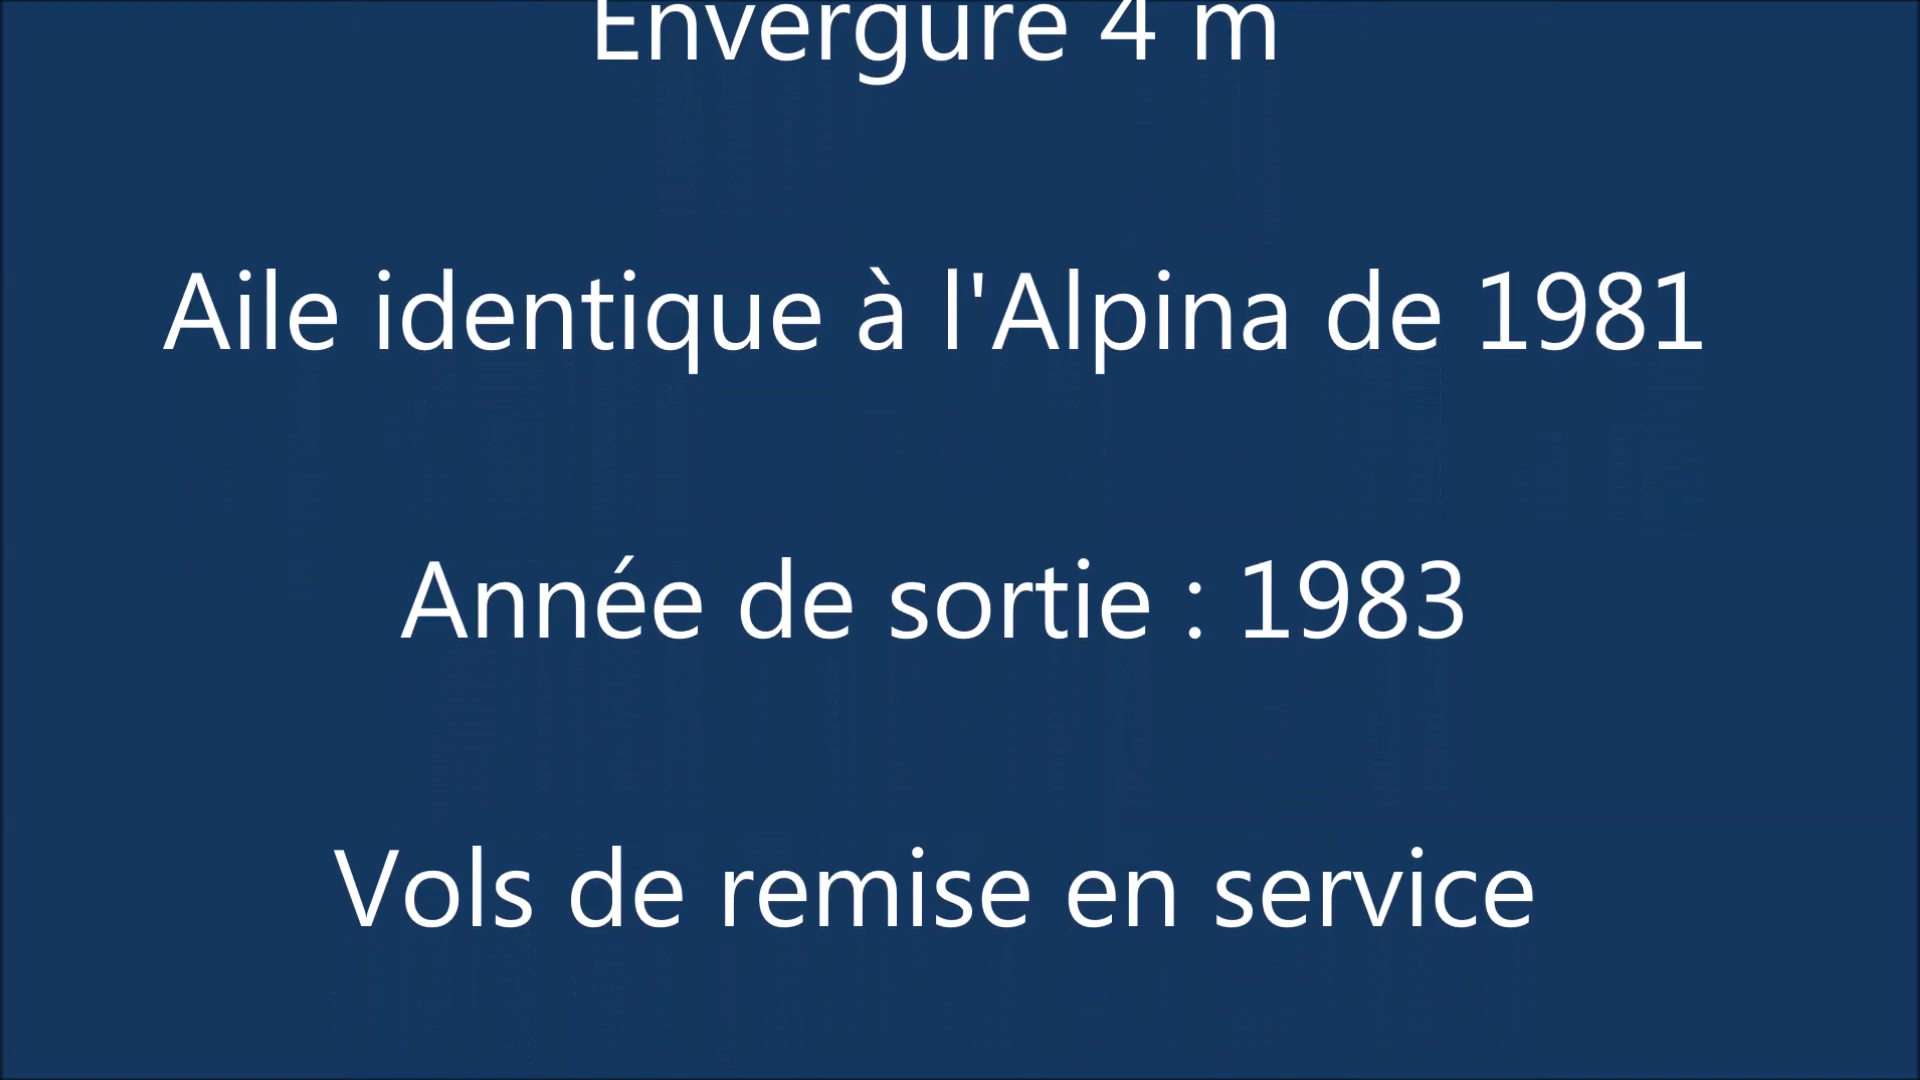 Envergure 4 m
Aile identique à l'Alpina de 1981
Année de sortie : 1983
Vols de remise en service